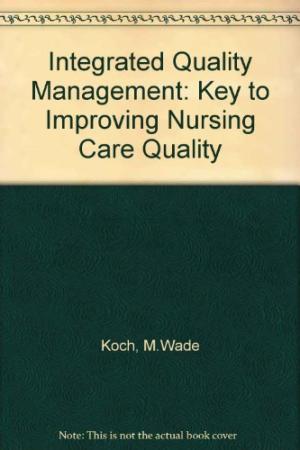 Integrated Quality
Management: Key to
Improving Nursing
Care Quality
Koch, M.Wade
Note: This is not the actual book cover